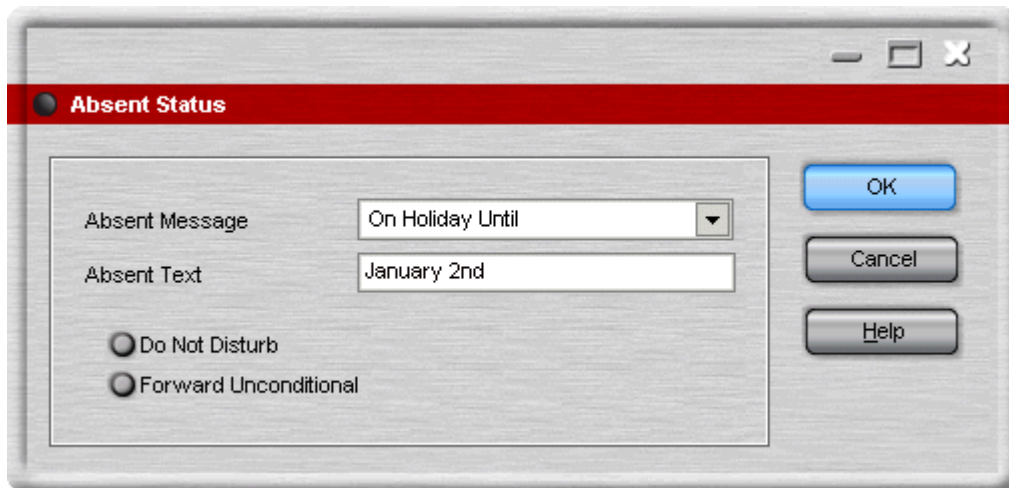 Absent Status
Absent Message
On Holiday Until
Absent Text
January 2nd
Do Not Disturb
Forward Unconditional
OK
Cancel
Help